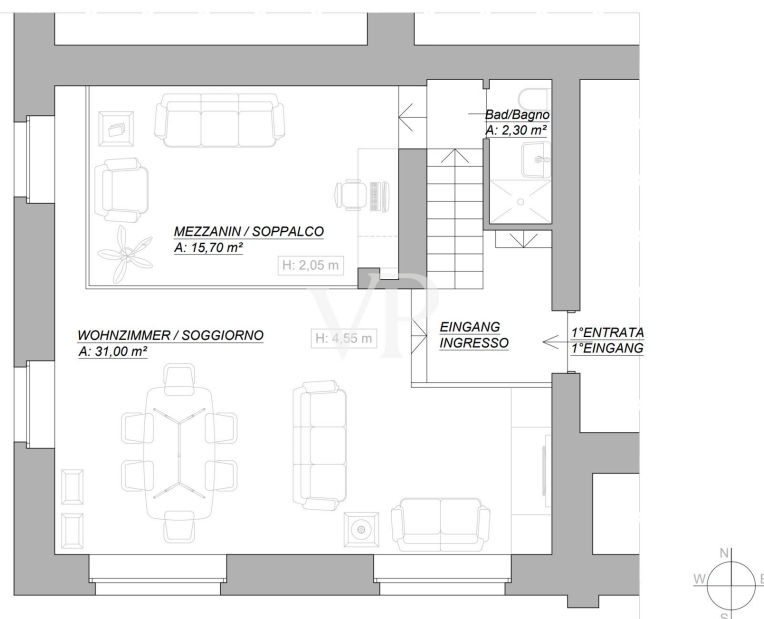 Bad/Bagno
A: 2,30 m²
MEZZANIN / SOPPALCO
A: 15,70 m²
H: 2,05 m
WOHNZIMMER / SOGGIORNO
A: 31,00 m²
H: 4,55 m
VP
EINGANG
INGRESSO
1°ENTRATA
1°EINGANG
N
W
E
S